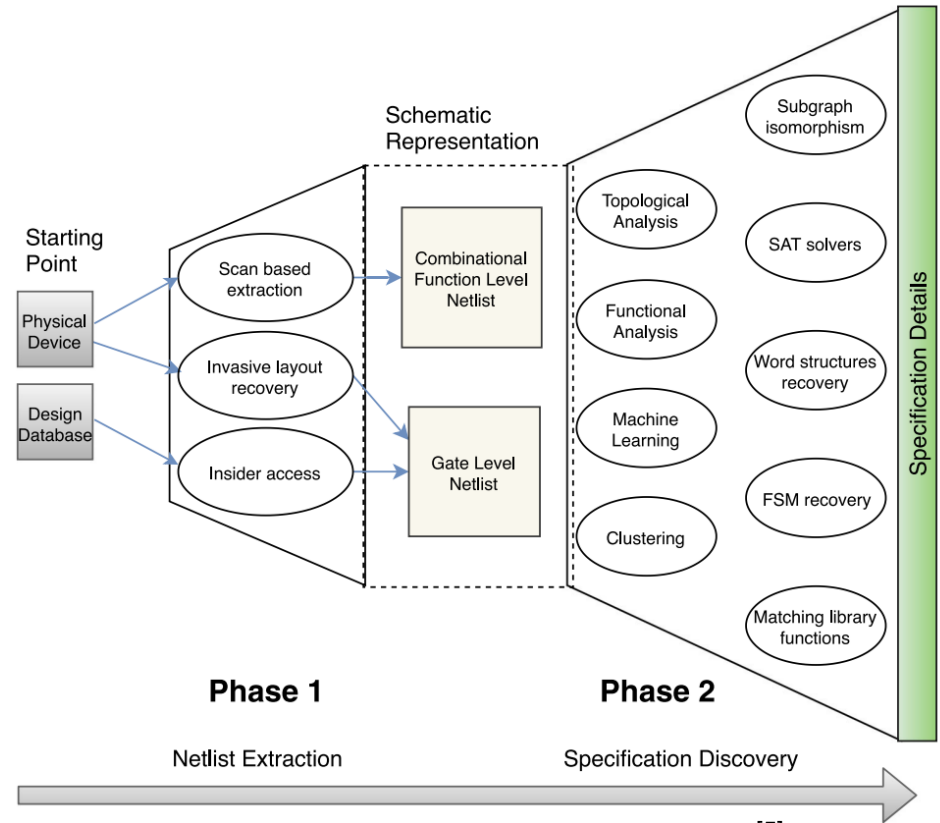 Starting
Point
Physical
Device
Design
Database
Scan based
extraction
Invasive layout
recovery
Insider access
Schematic
Representation
Combinational
Function Level
Netlist
Gate Level
Netlist
Topological
Analysis
Functional
Analysis
Machine
Learning
Clustering
Subgraph
isomorphism
SAT solvers
Word structures
recovery
FSM recovery
Matching library
functions
Specification Details
Phase 1
Phase 2
Netlist Extraction
Specification Discovery